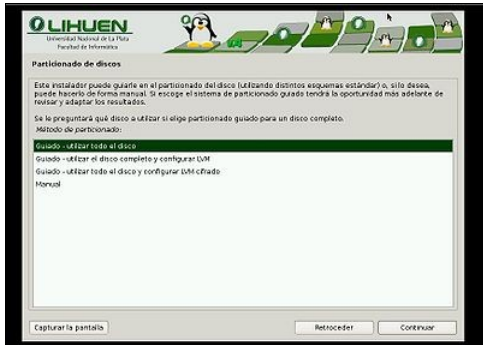 LIHUEN
Universidad Nacional de La Plata
Facultad de Informática
Particionado de discos
Este instalador puede guiarle en el particionado del disco (utilizando distintos esquemas estándar) o, si lo desea,
puede hacerlo de forma manual. Si escoge el sistema de particionado guiado tendrá la oportunidad más adelante de
revisar y adaptar los resultados.
Se le preguntará qué disco a utilizar si elige particionado guiado para un disco completo.
Método de particionado:
Guiado - utilizar todo el disco
Guiado - utilizar el disco completo y configurar LVM
Guiado - utilizar todo el disco y configurar LVM cifrado
Manual
Capturar la pantalla
Retroceder
Continuar